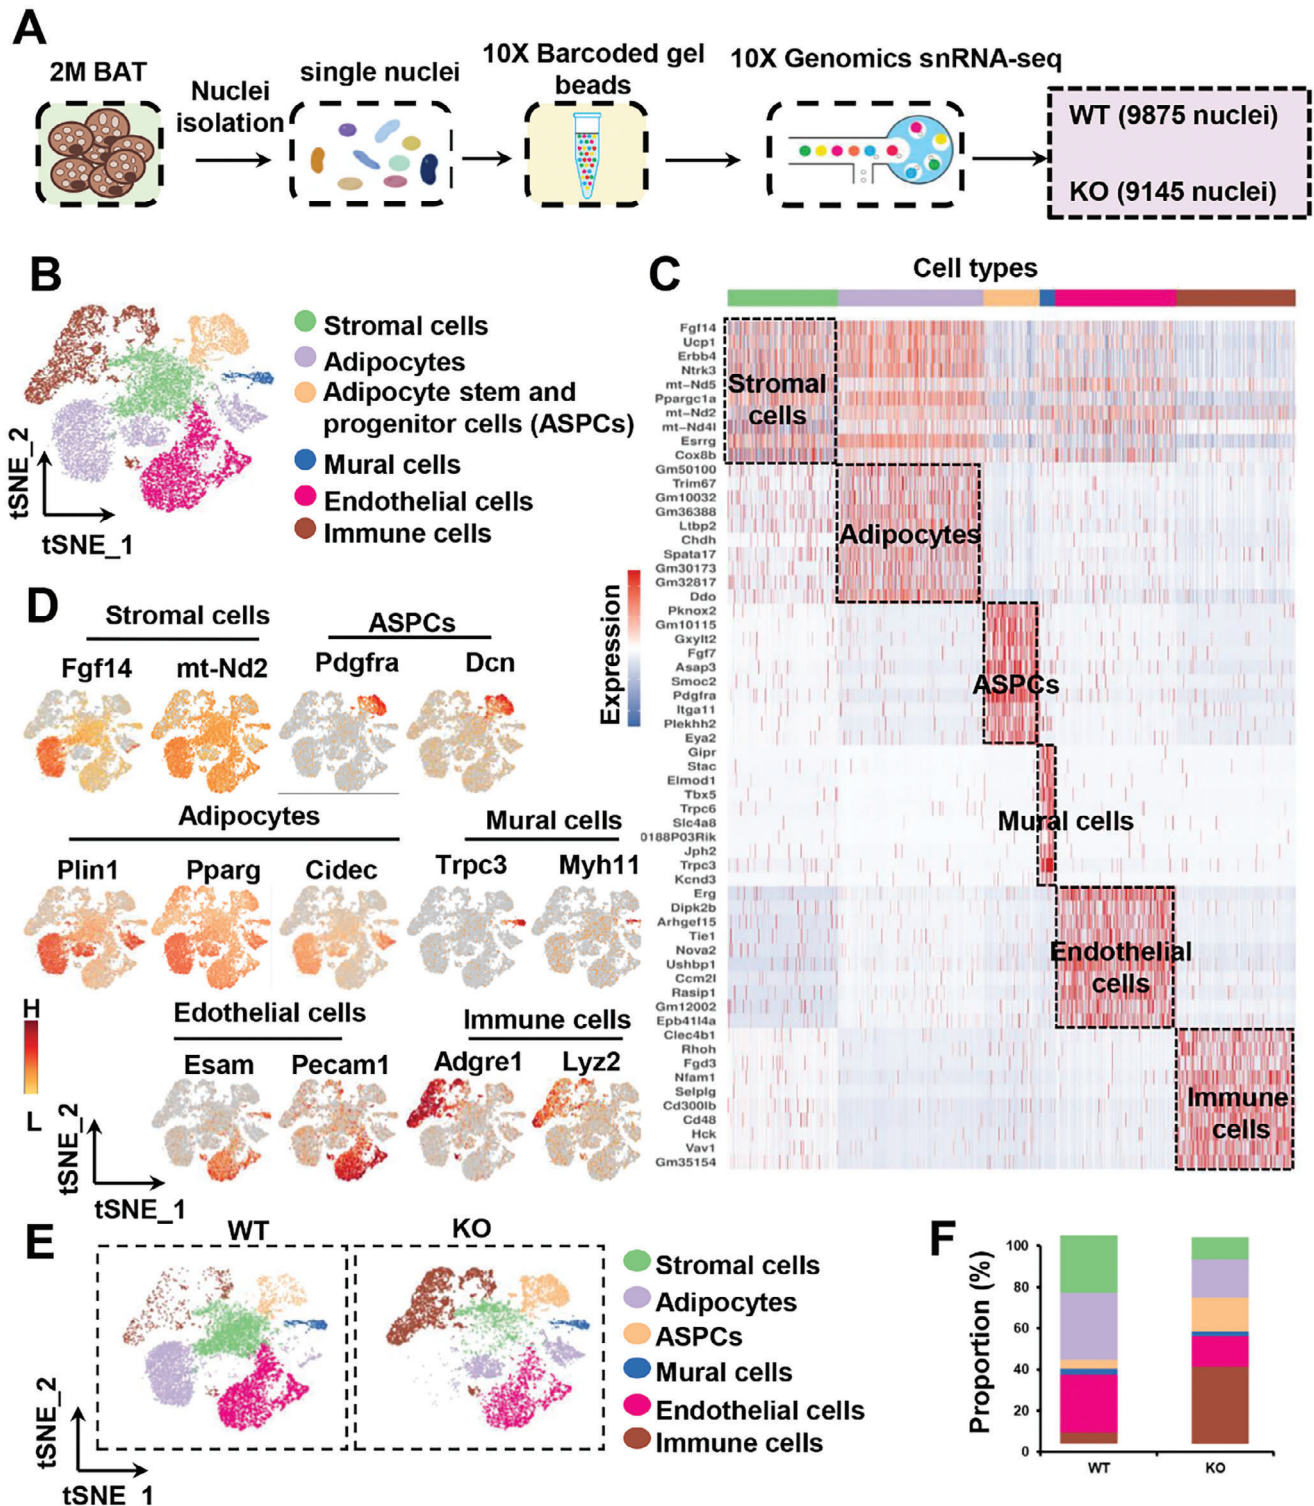 A
2M BAT
Nuclei
isolation
single nuclei
10X Barcoded gel
beads
10X Genomics snRNA-seq
WT (9875 nuclei)
KO (9145 nuclei)
B
Stromal cells
Adipocytes
Adipocyte stem and
progenitor cells (ASPCs)
Mural cells
Endothelial cells
Immune cells
tSNE_2
tSNE_1
C
Cell types
Fgf14
Ucp1
Erbb4
Ntrk3
mt-Nd5
Ppargc1a
mt-Nd2
mt-Nd4l
Esrrg
Cox8b
Gm50100
Trim67
Gm10032
Gm36388
Ltbp2
Chdh
Spata17
Gm30173
Gm32817
Ddo
Pknox2
Gm10115
Gxylt2
Fgf7
Asap3
Smoc2
Pdgfra
Itga11
Plekhh2
Eya2
Gipr
Stac
Elmod1
Tbx5
Trpc6
Slc4a8
0188P03Rik
Jph2
Trpc3
Kcnd3
Erg
Dipk2b
Arhgef15
Tie1
Nova2
Ushbp1
Ccm2l
Rasip1
Gm12002
Epb41l4a
Clec4b1
Rhoh
Fgd3
Nfam1
Selplg
Cd300lb
Cd48
Hck
Vav1
Gm35154
Stromal
cells
Adipocytes
ASPCs
Mural cells
Endothelial
cells
Immune
cells
Expression
D
Stromal cells
ASPCs
Fgf14
mt-Nd2
Pdgfra
Dcn
Adipocytes
Mural cells
Plin1
Pparg
Cidec
Trpc3
Myh11
Edothelial cells
Immune cells
Esam
Pecam1
Adgre1
Lyz2
H
L
tSNE_2
tSNE_1
E
WT
KO
Stromal cells
Adipocytes
ASPCs
Mural cells
Endothelial cells
Immune cells
tSNE_2
tSNE 1
F
Proportion (%)
100
80
60
40
20
0
WT
KO